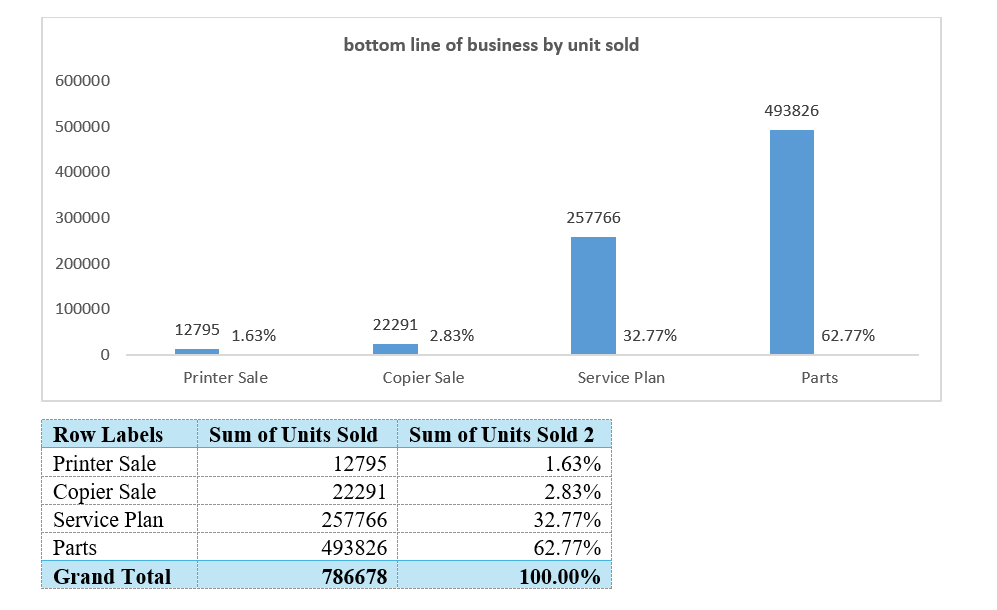 bottom line of business by unit sold
600000
500000
400000
300000
200000
100000
0
12795 1.63%
22291 2.83%
257766 32.77%
493826 62.77%
Printer Sale Copier Sale Service Plan Parts
Row Labels Sum of Units Sold Sum of Units Sold 2
Printer Sale 12795 1.63%
Copier Sale 22291 2.83%
Service Plan 257766 32.77%
Parts 493826 62.77%
Grand Total 786678 100.00%